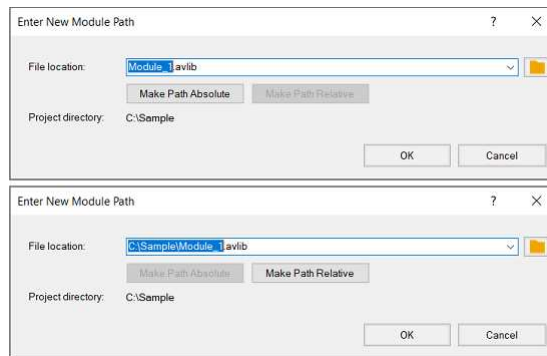 Enter New Module Path ? ×
File location: Module_1.avlib
Make Path Absolute Make Path Relative
Project directory: C:\Sample
OK Cancel
Enter New Module Path ? ×
File location: C:\Sample\Module_1.avlib
Make Path Absolute Make Path Relative
Project directory: C:\Sample
OK Cancel